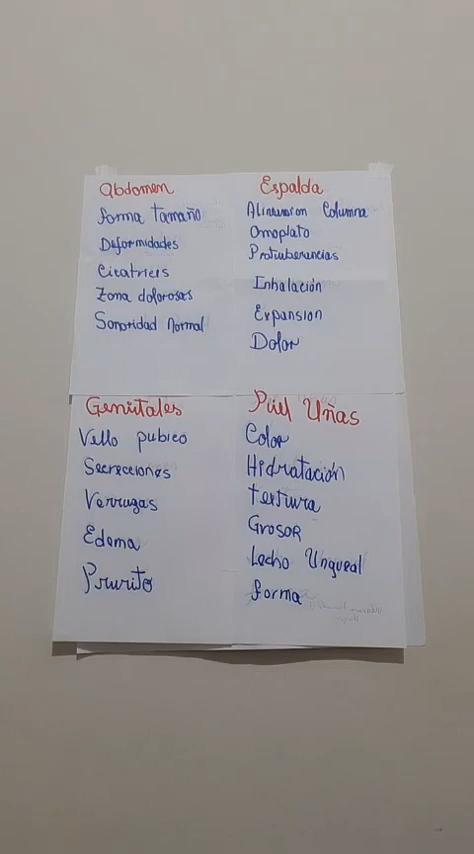 Abdomen
forma tamaño
Deformidades
Cicatrices
Zona dolorosas
Sonoridad Normal
Espalda
Alineación Columna
Omoplato
Protuberancias
Inhalación
Expansion
Dolor
Genitales
Vello pubico
Secreciones
Verrugas
Edema
Prurito
Piel Uñas
Color
Hidratación
textura
Grosor
Lecho Ungueal
forma